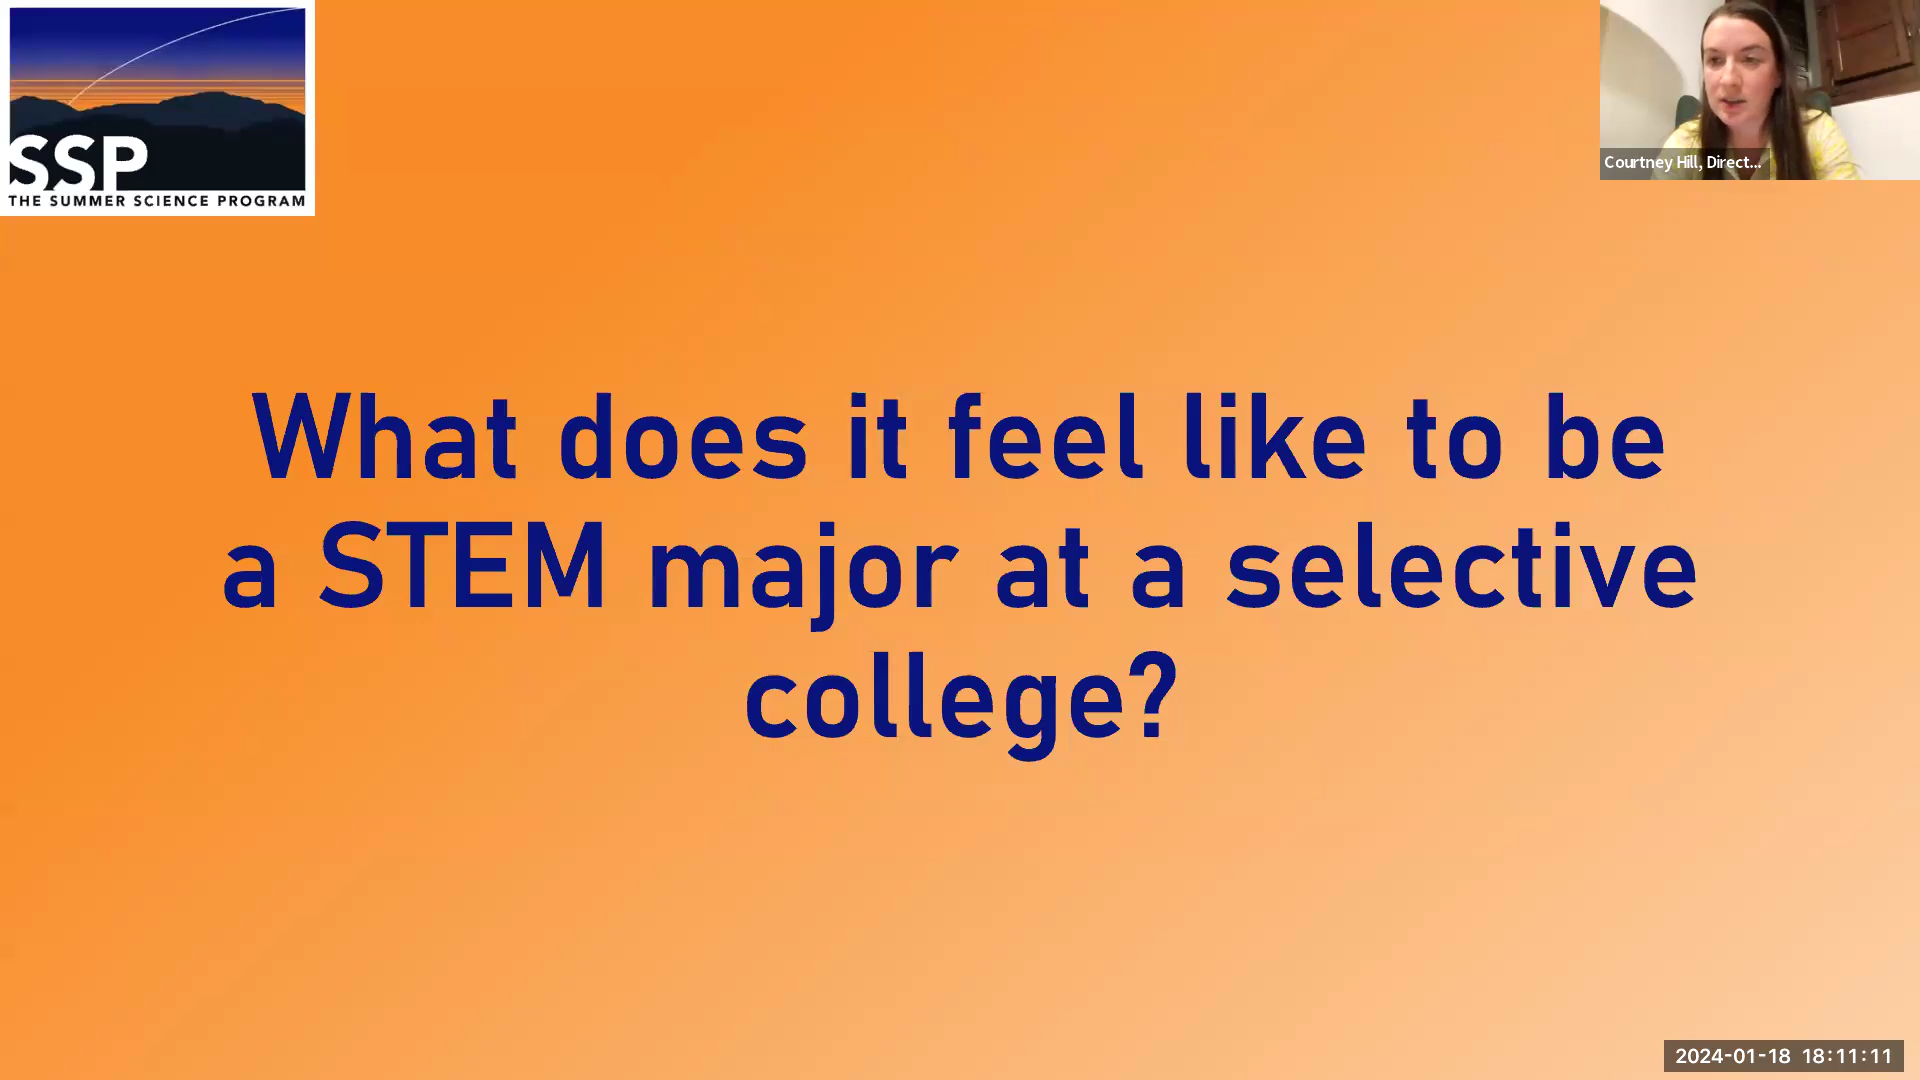 SSP
THE SUMMER SCIENCE PROGRAM
Courtney Hill, Direct...
What does it feel like to be
a STEM major at a selective
college?
2024-01-18 18:11:11